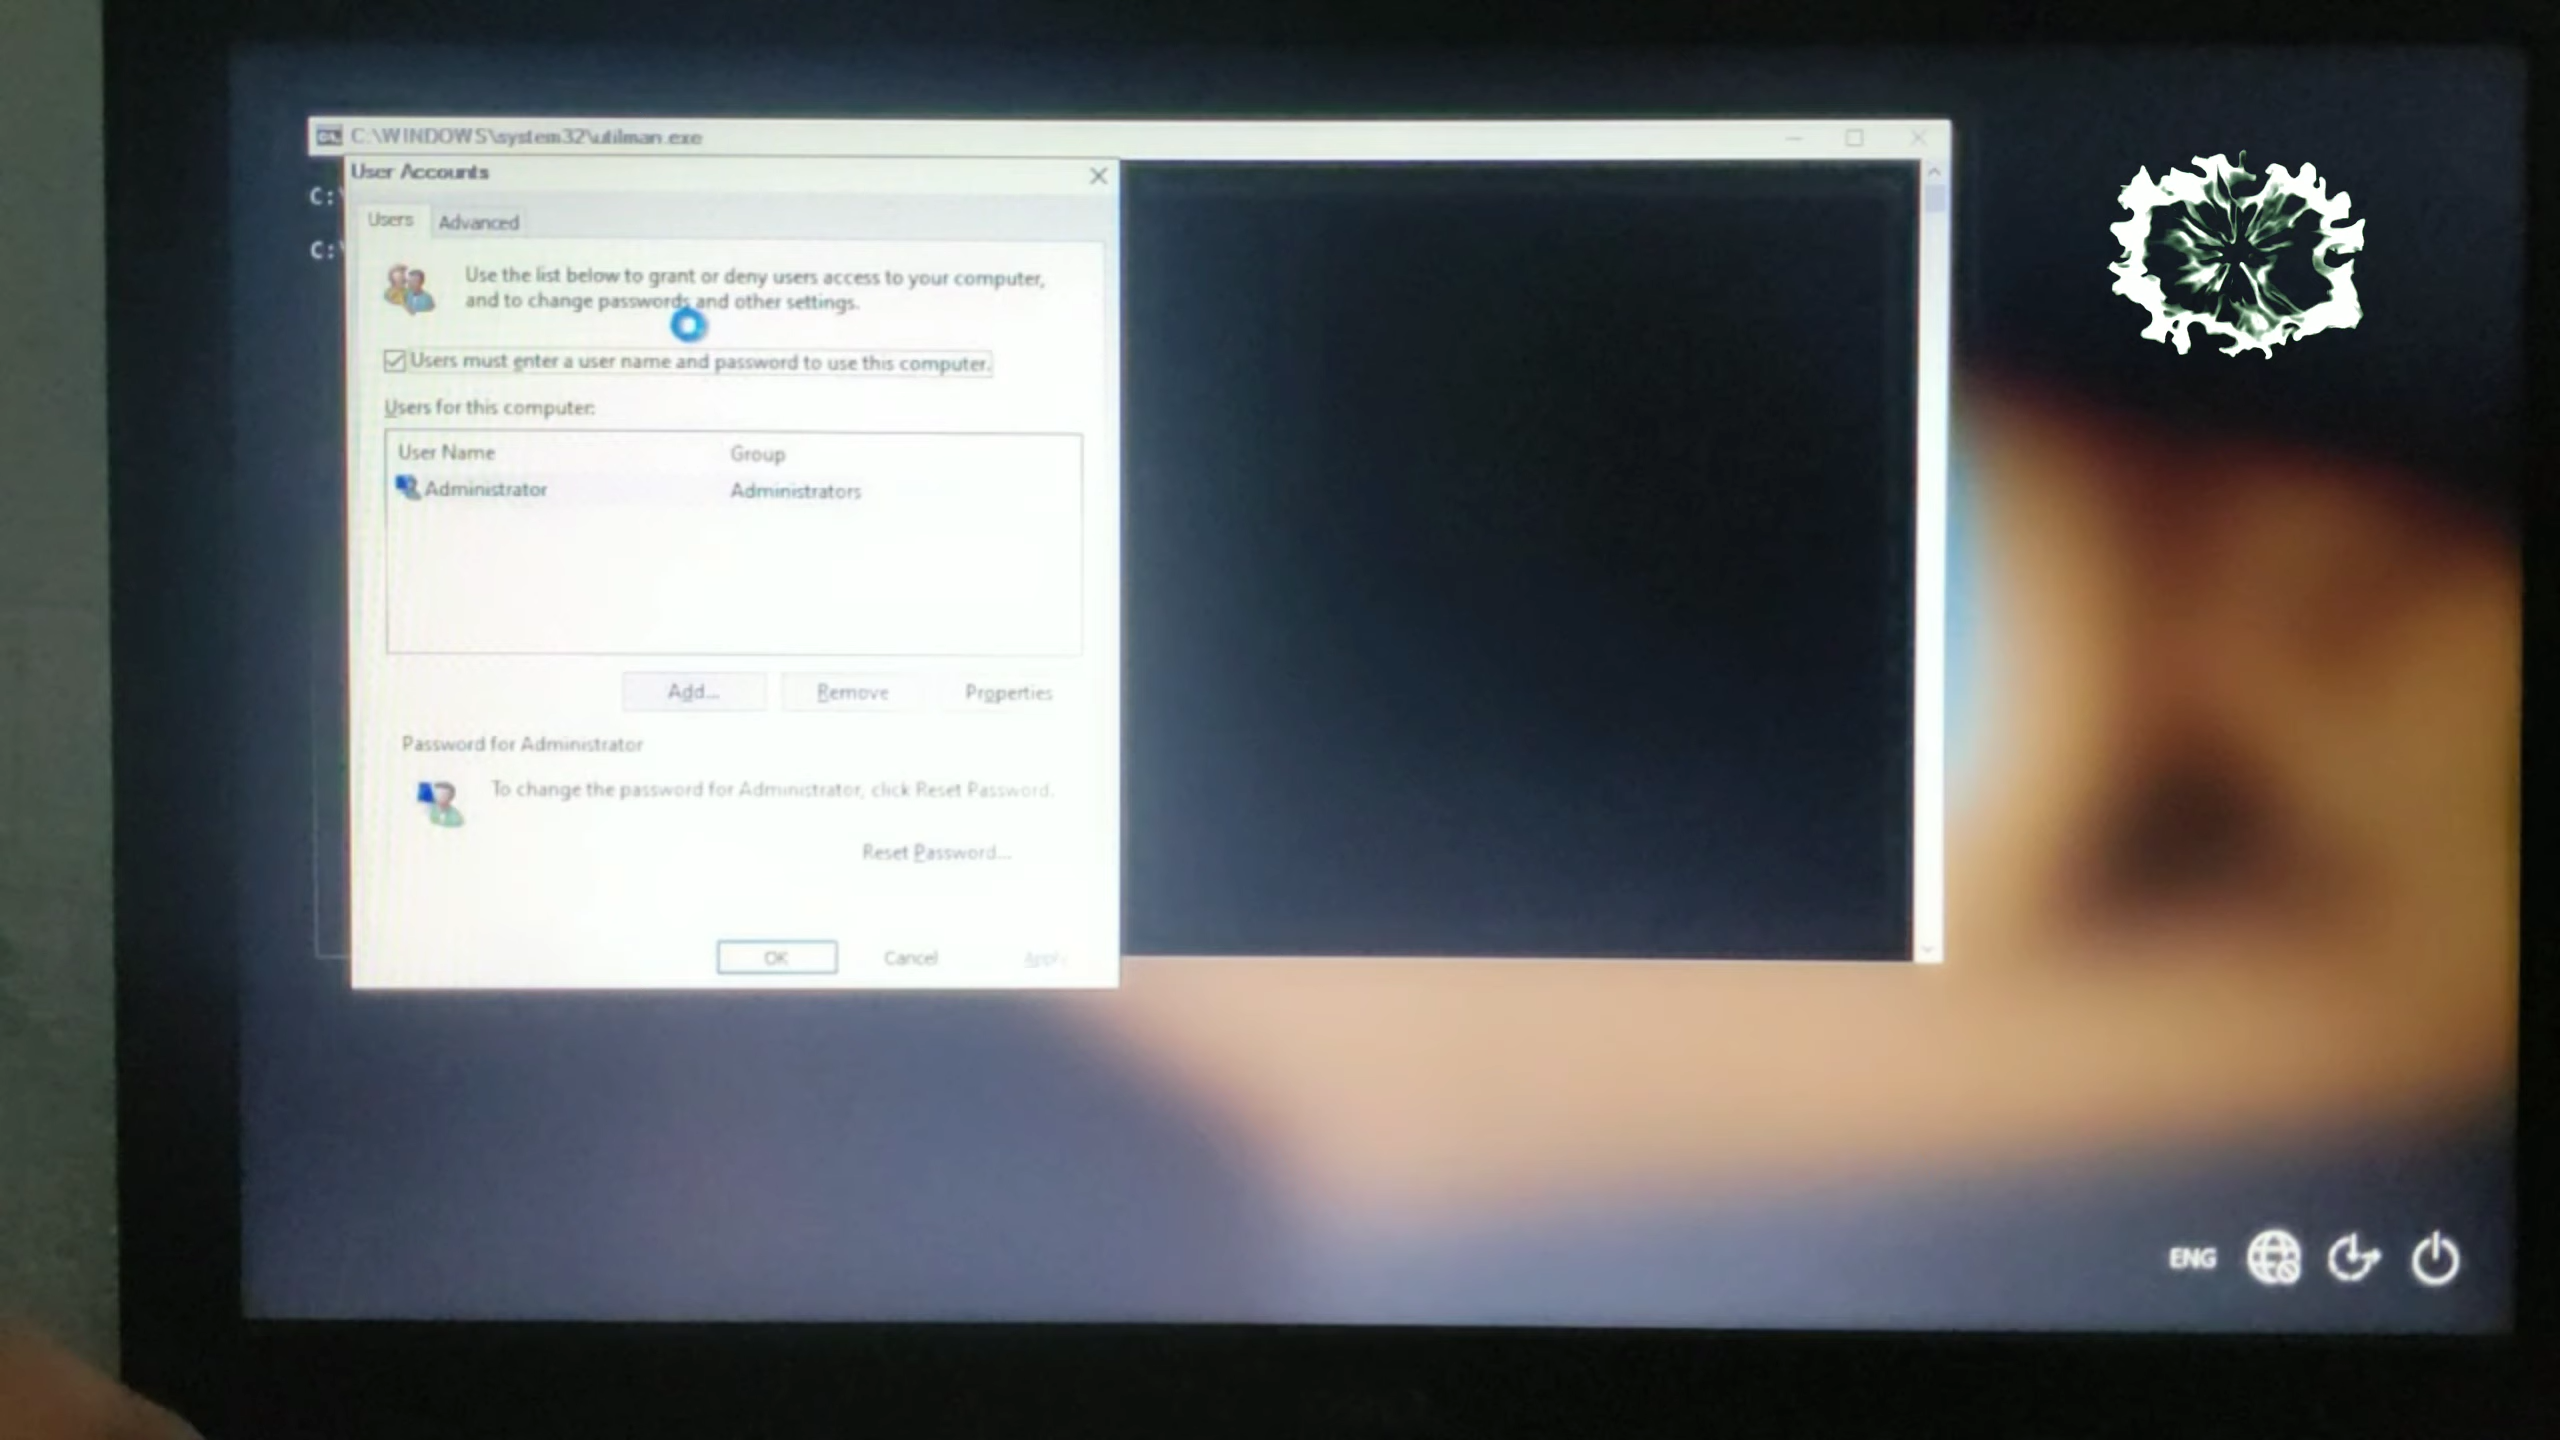 C:\WINDOWS\system32\utilman.exe
User Accounts
C:\
C:\
Users
Advanced
Use the list below to grant or deny users access to your computer,
and to change passwords and other settings.
Users must enter a user name and password to use this computer.
Users for this computer:
User Name
Group
Administrator
Administrators
Add...
Remove
Properties
Password for Administrator
To change the password for Administrator, click Reset Password.
Reset Password...
OK
Cancel
Apply
ENG